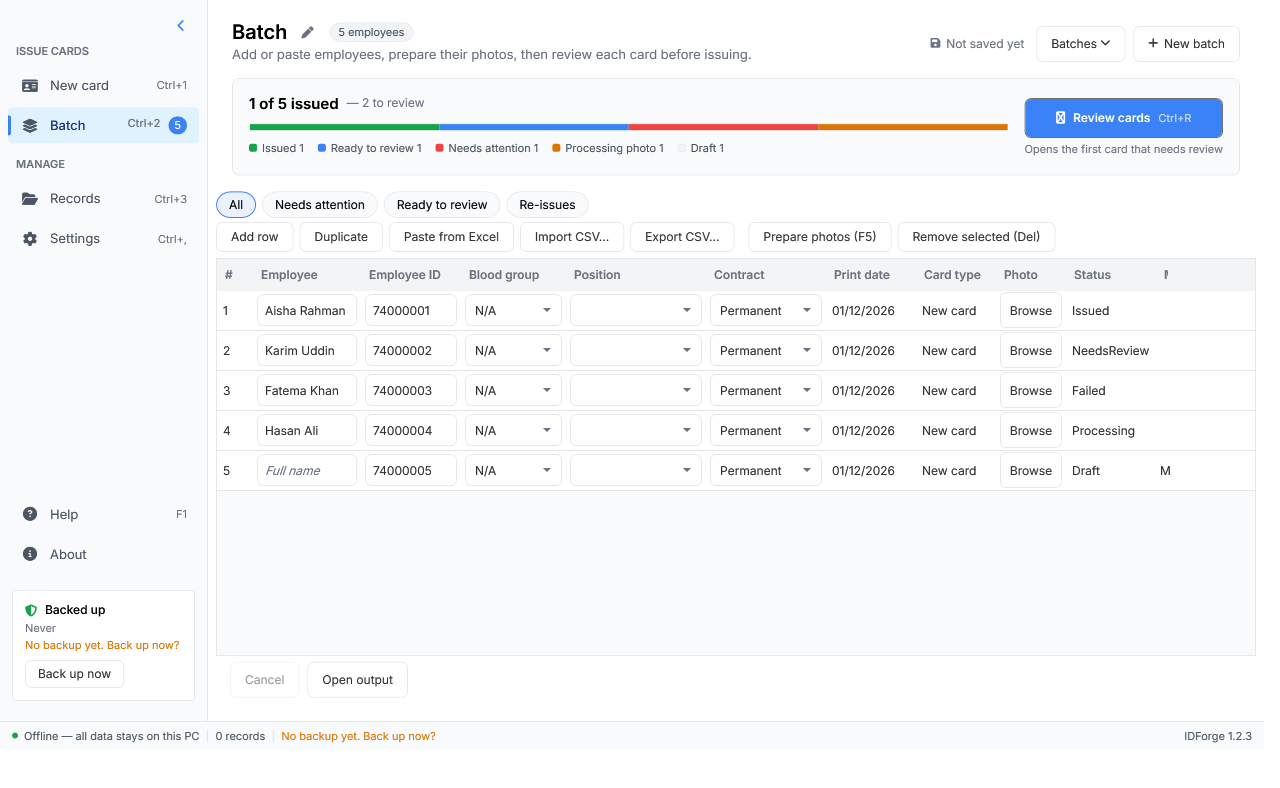 ISSUE CARDS
New card Ctrl+1
Batch Ctrl+2 5
MANAGE
Records Ctrl+3
Settings Ctrl+,
Help F1
About
Backed up
Never
No backup yet. Back up now?
Back up now
Batch 5 employees
Add or paste employees, prepare their photos, then review each card before issuing.
Not saved yet Batches + New batch
1 of 5 issued — 2 to review
Issued 1 Ready to review 1 Needs attention 1 Processing photo 1 Draft 1
Review cards Ctrl+R
Opens the first card that needs review
All Needs attention Ready to review Re-issues
Add row Duplicate Paste from Excel Import CSV... Export CSV... Prepare photos (F5) Remove selected (Del)
# Employee Employee ID Blood group Position Contract Print date Card type Photo Status
1 Aisha Rahman 74000001 N/A Permanent 01/12/2026 New card Browse Issued
2 Karim Uddin 74000002 N/A Permanent 01/12/2026 New card Browse NeedsReview
3 Fatema Khan 74000003 N/A Permanent 01/12/2026 New card Browse Failed
4 Hasan Ali 74000004 N/A Permanent 01/12/2026 New card Browse Processing
5 Full name 74000005 N/A Permanent 01/12/2026 New card Browse Draft M
Cancel Open output
Offline — all data stays on this PC 0 records No backup yet. Back up now? IDForge 1.2.3